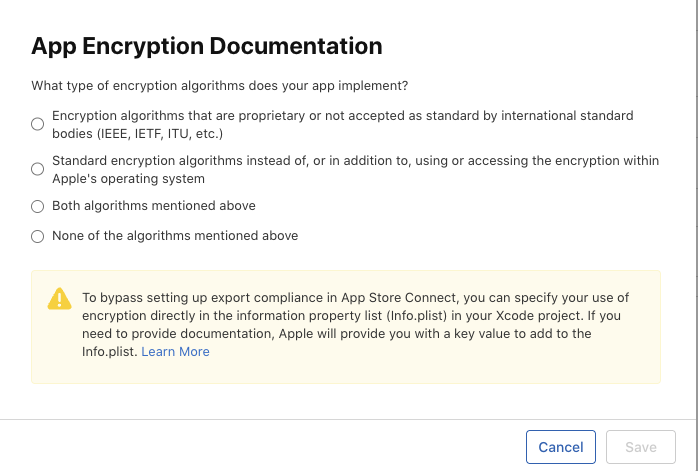 App Encryption Documentation
What type of encryption algorithms does your app implement?
Encryption algorithms that are proprietary or not accepted as standard by international standard
bodies (IEEE, IETF, ITU, etc.)
Standard encryption algorithms instead of, or in addition to, using or accessing the encryption within
Apple's operating system
Both algorithms mentioned above
None of the algorithms mentioned above
To bypass setting up export compliance in App Store Connect, you can specify your use of
encryption directly in the information property list (Info.plist) in your Xcode project. If you
need to provide documentation, Apple will provide you with a key value to add to the
Info.plist. Learn More
Cancel
Save